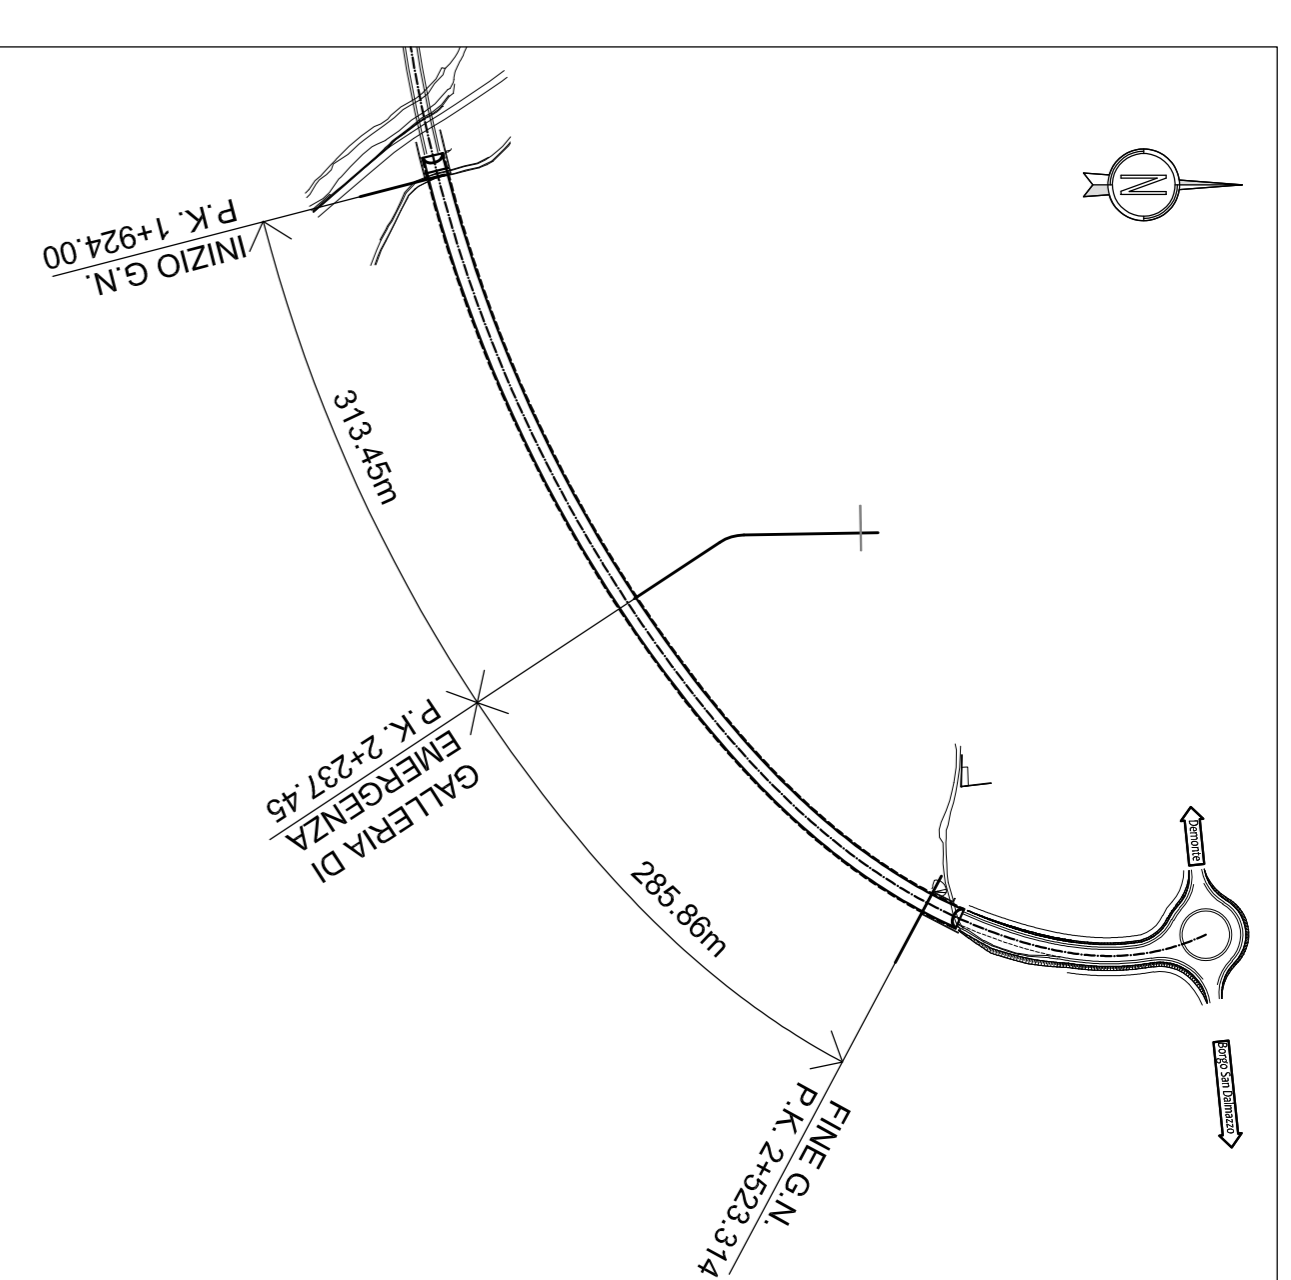 N
INIZIO G.N.
P.K. 1+924.00
313.45m
GALLERIA DI
EMERGENZA
P.K. 2+237.45
285.86m
FINE G.N.
P.K. 2+523.314
Demonte
Borgo San Dalmazzo